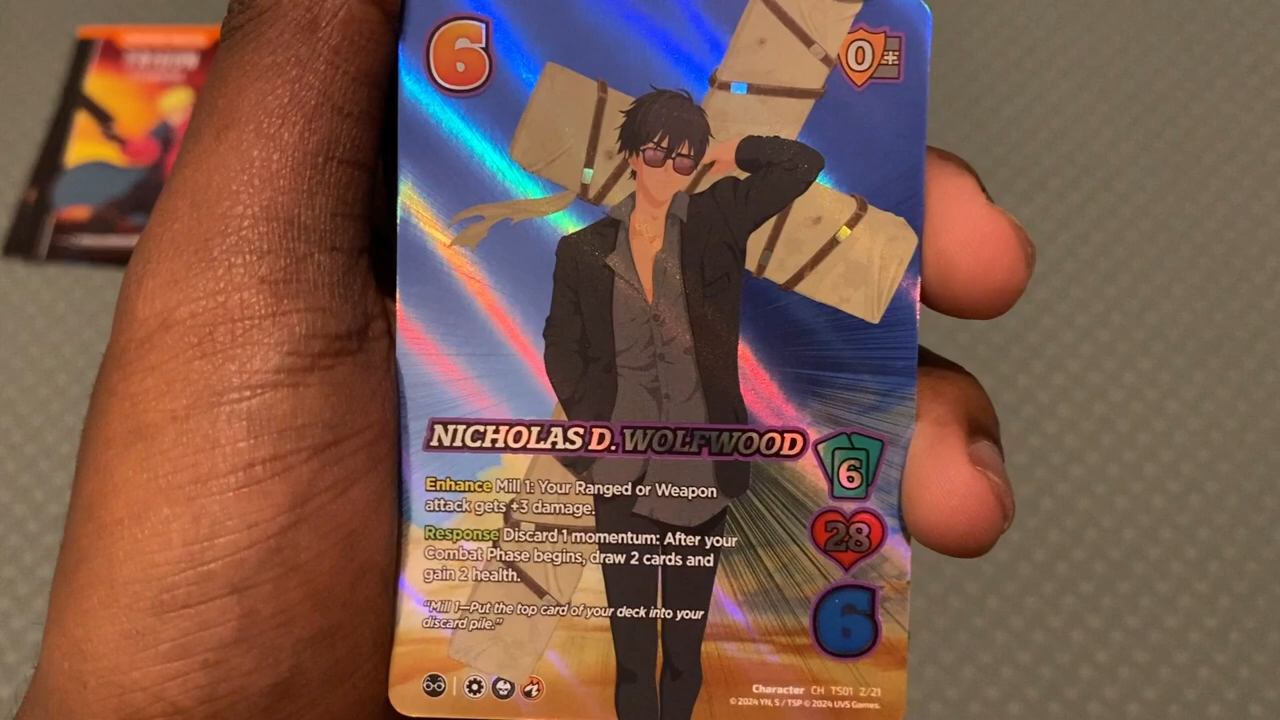 6
0
NICHOLAS D. WOLFWOOD
6
Enhance Mill 1: Your Ranged or Weapon
attack gets +3 damage.
Response Discard 1 momentum: After your
Combat Phase begins, draw 2 cards and
gain 2 health.
28
"Mill 1—Put the top card of your deck into your
discard pile."
6
Character CH TS01 2/21
© 2024 YN, S / TSP © 2024 UVS Games.